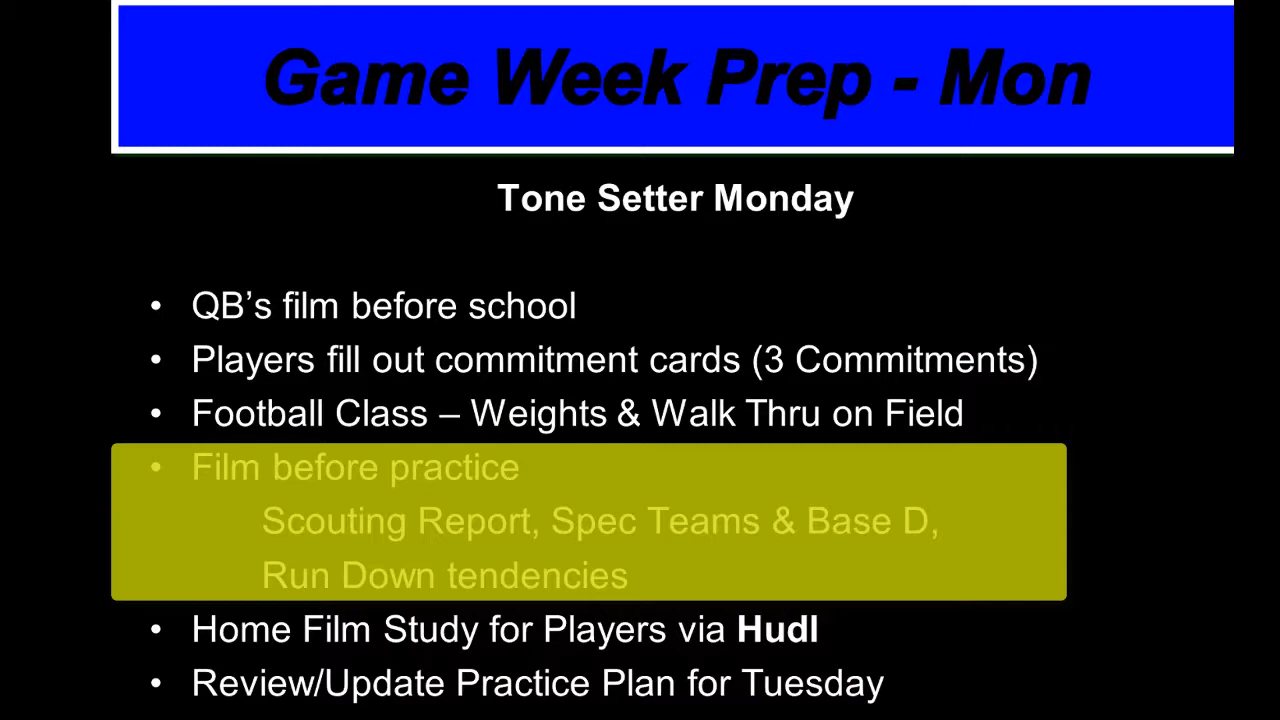 Game Week Prep - Mon
Tone Setter Monday
• QB’s film before school
• Players fill out commitment cards (3 Commitments)
• Football Class – Weights & Walk Thru on Field
• Film before practice
Scouting Report, Spec Teams & Base D,
Run Down tendencies
• Home Film Study for Players via Hudl
• Review/Update Practice Plan for Tuesday